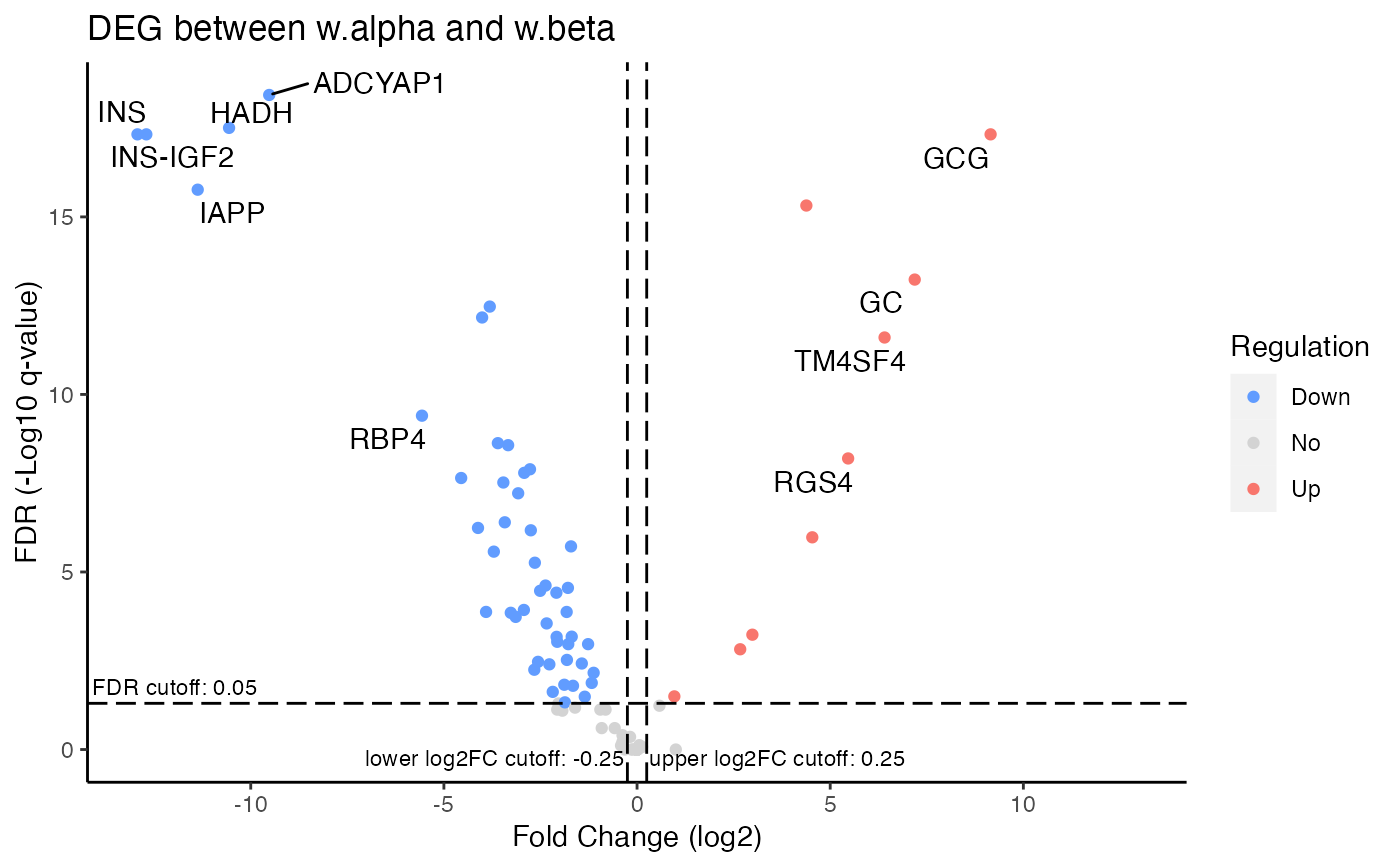 DEG between w.alpha and w.beta
ADCYAP1
INS
HADH
INS-IGF2
GCG
IAPP
GC
TM4SF4
RBP4
RGS4
FDR cutoff: 0.05
lower log2FC cutoff: -0.25
upper log2FC cutoff: 0.25
FDR (-Log10 q-value)
15
10
5
0
-10
-5
0
5
10
Fold Change (log2)
Regulation
Down
No
Up